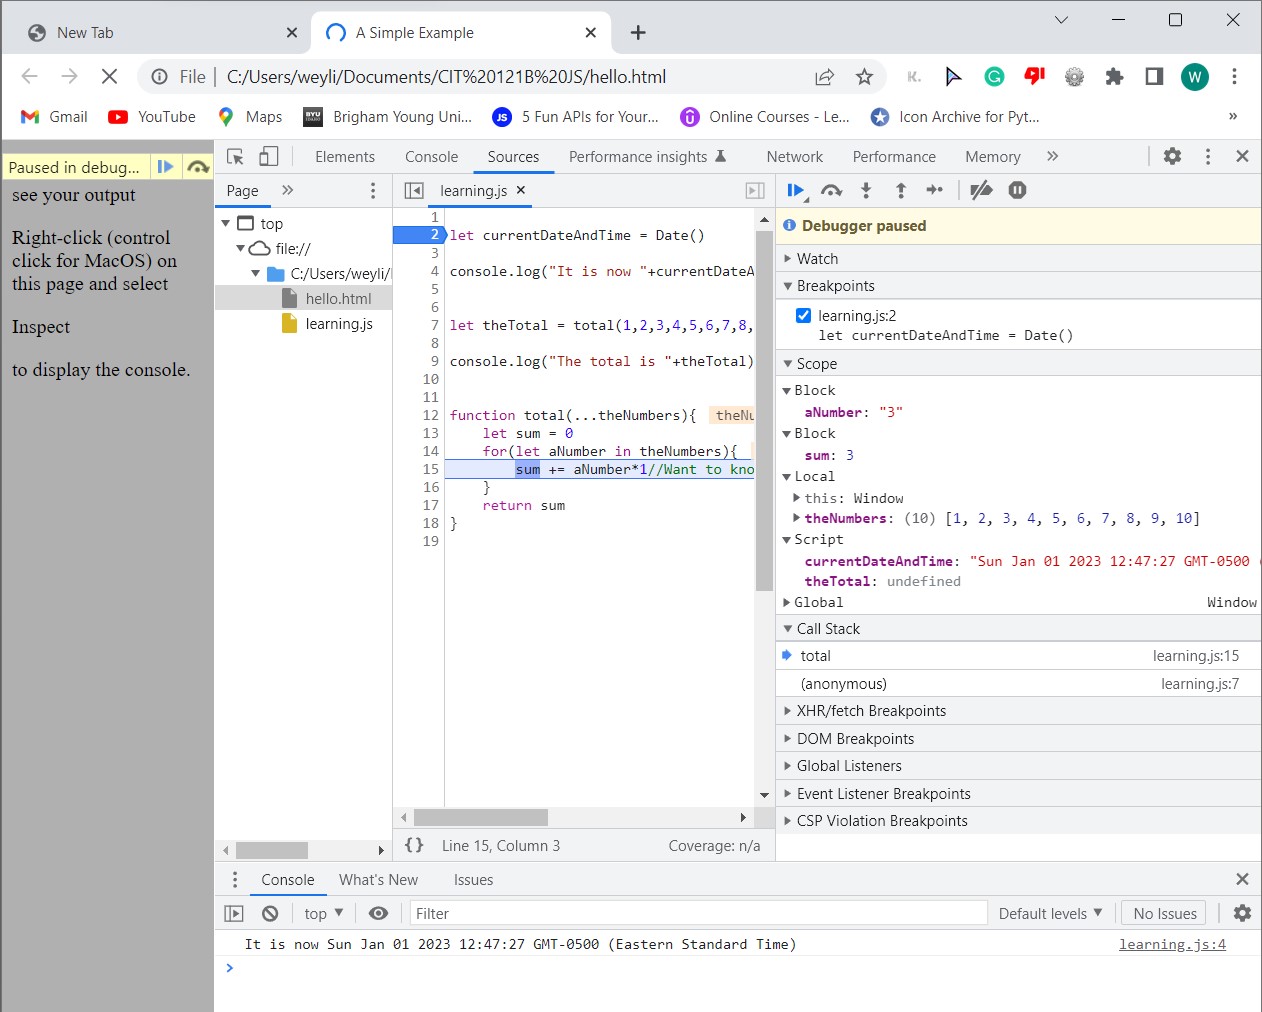 New Tab
A Simple Example
File
C:/Users/weyli/Documents/CIT%20121B%20JS/hello.html
K.
W
Gmail
YouTube
Maps
BYU
Brigham Young Uni...
JS
5 Fun APIs for Your...
Online Courses - Le...
Icon Archive for Pyt...
»
Paused in debug...
see your output
Right-click (control
click for MacOS) on
this page and select
Inspect
to display the console.
Elements
Console
Sources
Performance insights
Network
Performance
Memory
»
Page
»
top
file://
C:/Users/weyli/
hello.html
learning.js
learning.js
1
2 let currentDateAndTime = Date()
3
4 console.log("It is now "+currentDateA
5
6
7 let theTotal = total(1,2,3,4,5,6,7,8,
8
9 console.log("The total is "+theTotal)
10
11
12 function total(...theNumbers){ theNu
13 let sum = 0
14 for(let aNumber in theNumbers){
15 sum += aNumber*1//Want to kno
16 }
17 return sum
18 }
19
{} Line 15, Column 3 Coverage: n/a
Debugger paused
Watch
Breakpoints
learning.js:2
let currentDateAndTime = Date()
Scope
Block
aNumber: "3"
Block
sum: 3
Local
this: Window
theNumbers: (10) [1, 2, 3, 4, 5, 6, 7, 8, 9, 10]
Script
currentDateAndTime: "Sun Jan 01 2023 12:47:27 GMT-0500
theTotal: undefined
Global Window
Call Stack
total learning.js:15
(anonymous) learning.js:7
XHR/fetch Breakpoints
DOM Breakpoints
Global Listeners
Event Listener Breakpoints
CSP Violation Breakpoints
Console
What's New
Issues
top
Filter
Default levels
No Issues
It is now Sun Jan 01 2023 12:47:27 GMT-0500 (Eastern Standard Time) learning.js:4